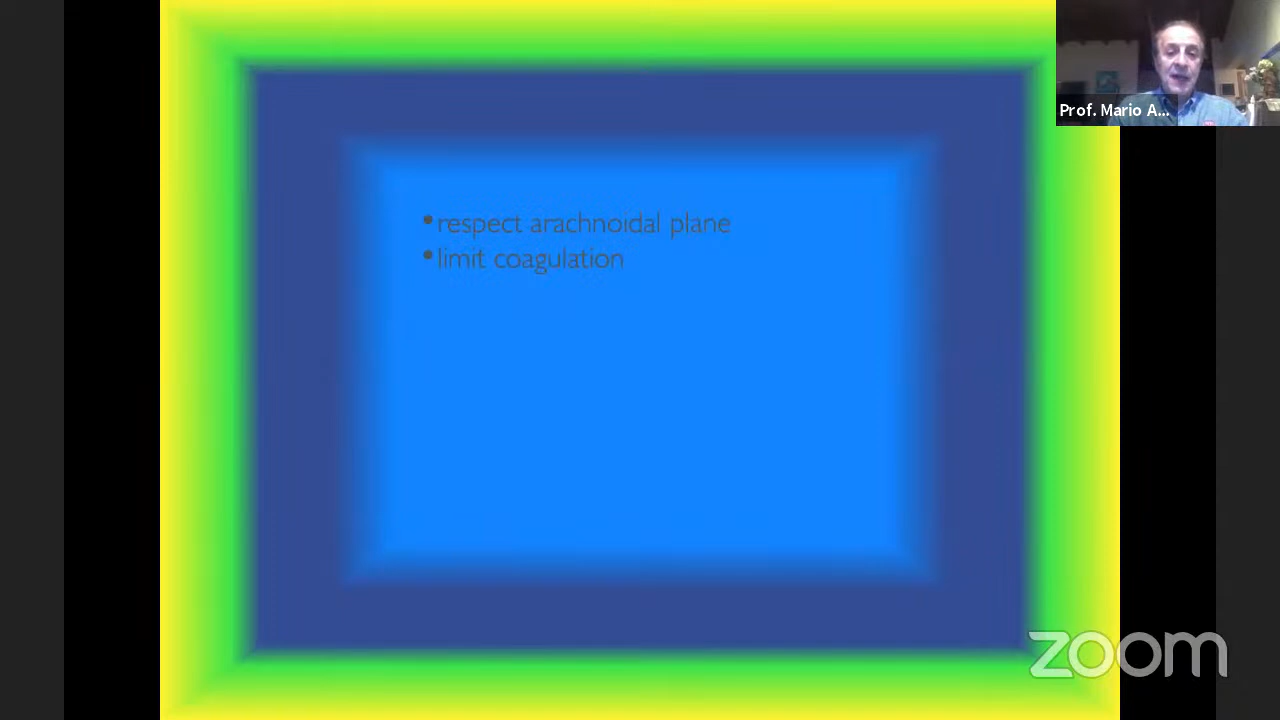 Prof. Mario A...
•respect arachnoidal plane
•limit coagulation
zoom